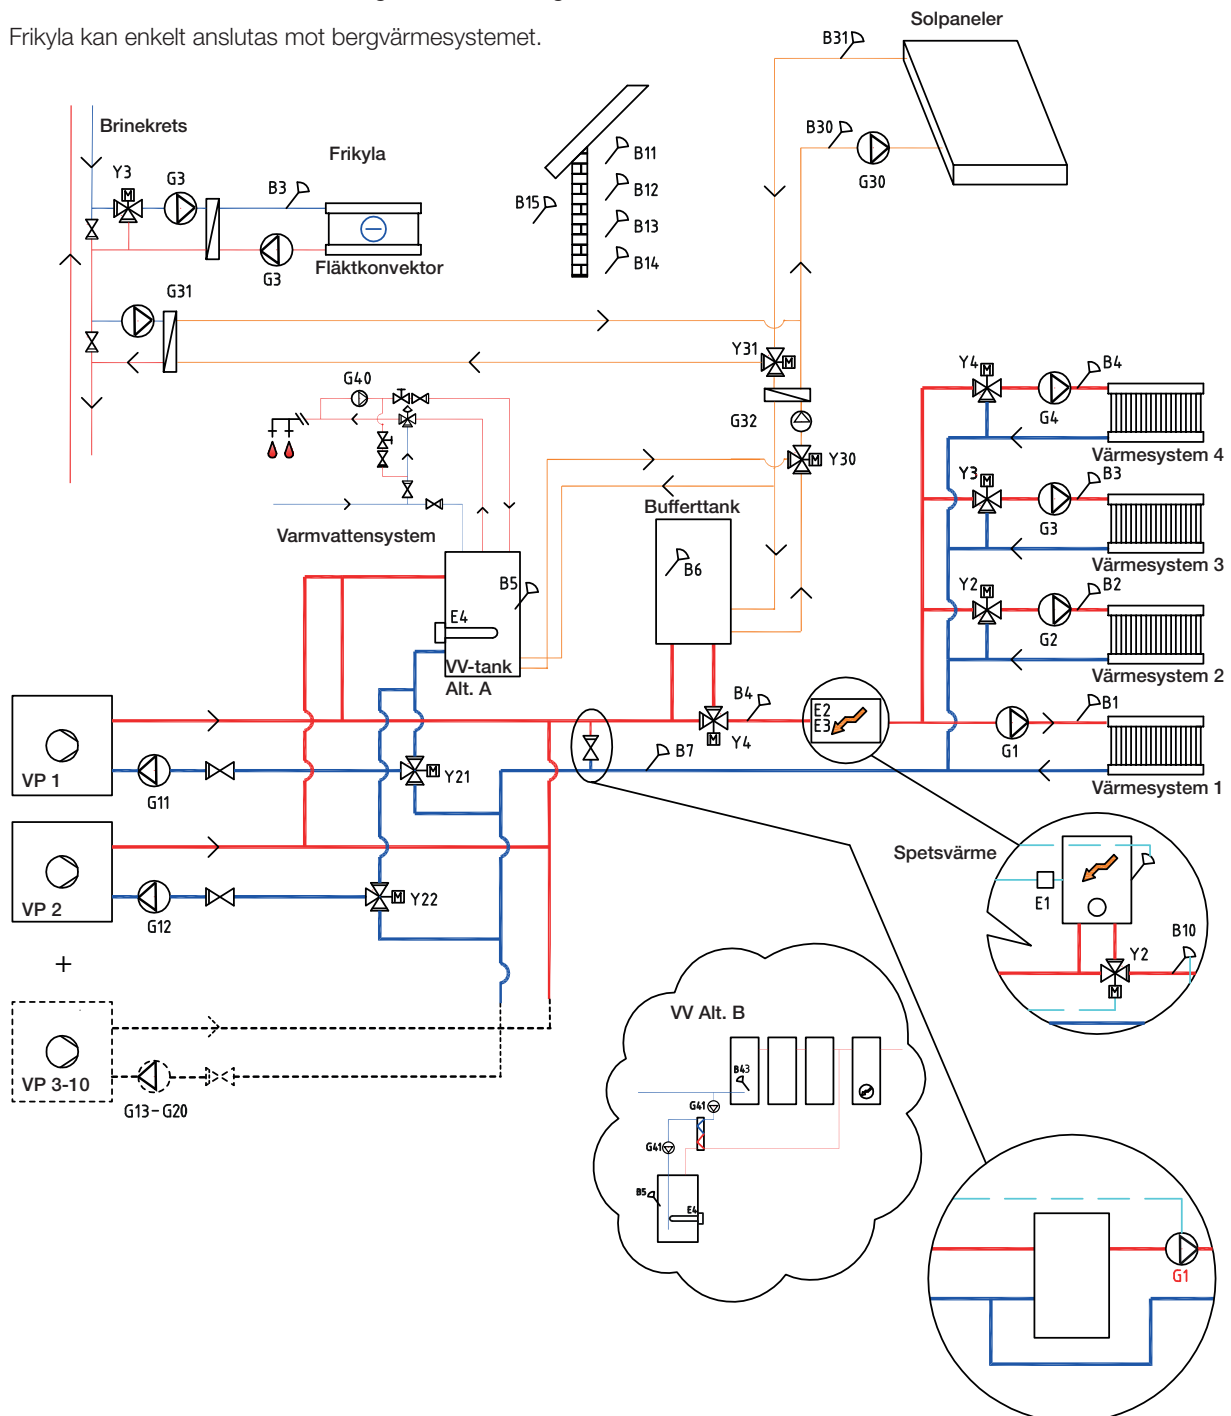 Frikyla kan enkelt anslutas mot bergvärmesystemet.
Solpaneler
B31
B30
G30
Brinekrets
Frikyla
Y3
G3
B3
G3
Fläktkonvektor
B11
B12
B15
B13
B14
G31
Y31
G40
G32
Y30
Y4
B4
G4
Värmesystem 4
Y3
B3
G3
Värmesystem 3
Bufferttank
B6
Varmvattensystem
B5
E4
VV-tank
Alt. A
Y2
B2
G2
Värmesystem 2
B4
Y4
E2
E3
B1
G1
Värmesystem 1
B7
VP 1
G11
Y21
VP 2
G12
Y22
+
VP 3-10
G13-G20
Spetsvärme
E1
B10
Y2
VV Alt. B
B43
G41
G41
B5
E4
G1